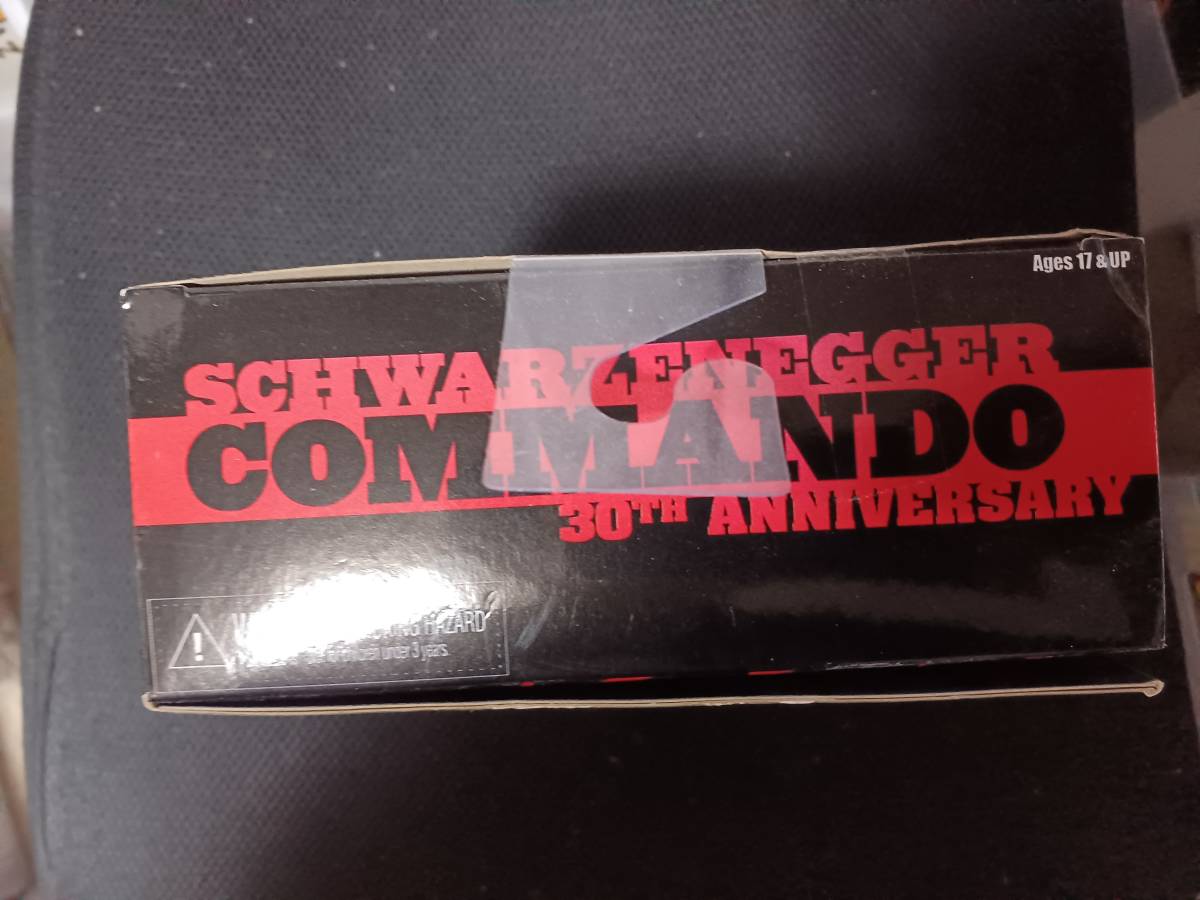 Ages 17 & UP
SCHWARZENEGGER
COMMANDO
30TH ANNIVERSARY
HAZARD
under 3 years.